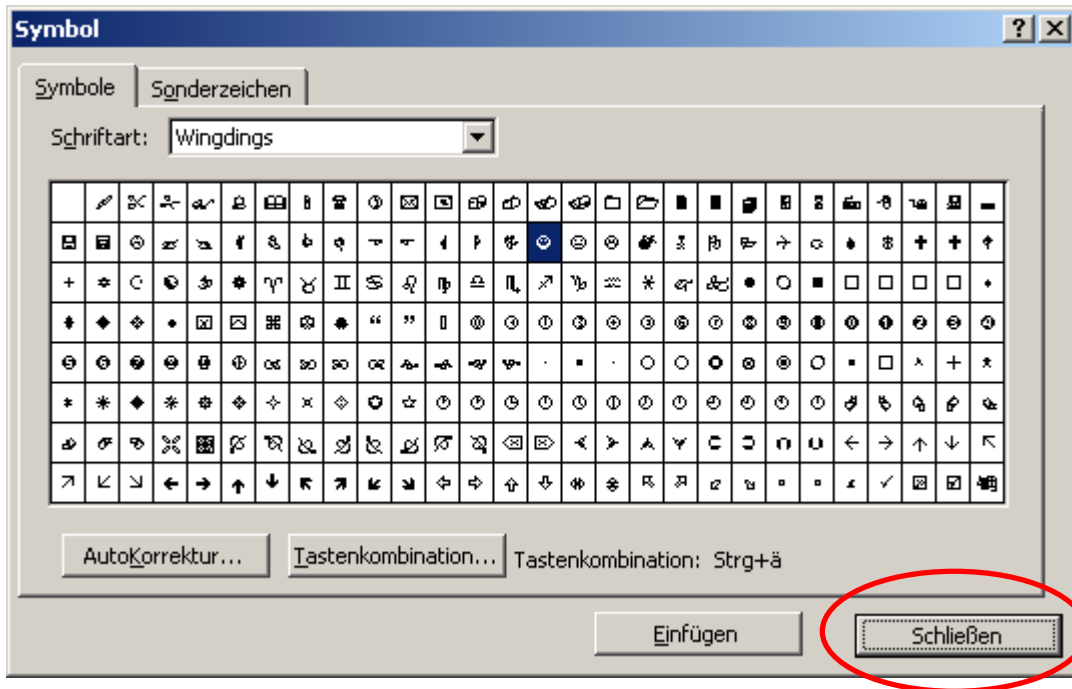 Symbol
Symbole Sonderzeichen
Schriftart: Wingdings
AutoKorrektur... Tastenkombination... Tastenkombination: Strg+ä
Einfügen Schließen